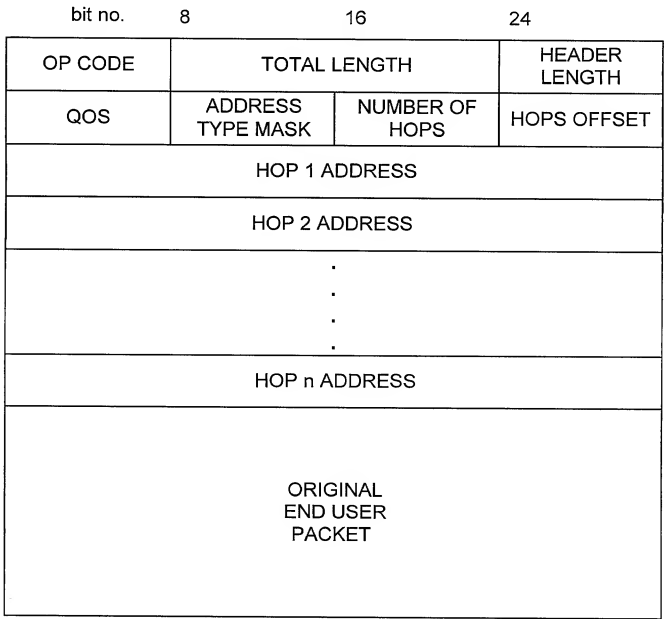 bit no. 8 16 24
OP CODE TOTAL LENGTH HEADER
LENGTH
QOS ADDRESS
TYPE MASK NUMBER OF
HOPS HOPS OFFSET
HOP 1 ADDRESS
HOP 2 ADDRESS
.
.
.
.
HOP n ADDRESS
ORIGINAL
END USER
PACKET